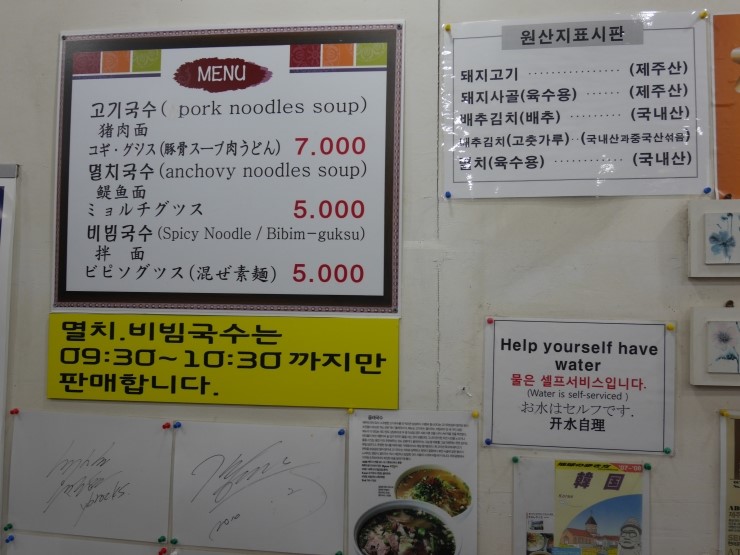 MENU
고기국수( pork noodles soup)
猪肉面
コギ・グシス(豚骨スープ肉うどん) 7.000
멸치국수(anchovy noodles soup)
鯷鱼面
ミョルチグツス 5.000
비빔국수(Spicy Noodle / Bibim-guksu)
拌 面
ビビソグツス(混ぜ素麺) 5.000
멸치.비빔국수는
09:30~10:30까지만
판매합니다.
원산지표시판
돼지고기 ················ (제주산)
돼지사골(육수용) ······· (제주산)
배추김치(배추) ········· (국내산)
배추김치(고춧가루)··(국내산과중국산섞음)
멸치(육수용) ··········· (국내산)
Help yourself have
water
물은 셀프서비스입니다.
(Water is self-serviced )
お水はセルフです.
开水自理
2010
韓国